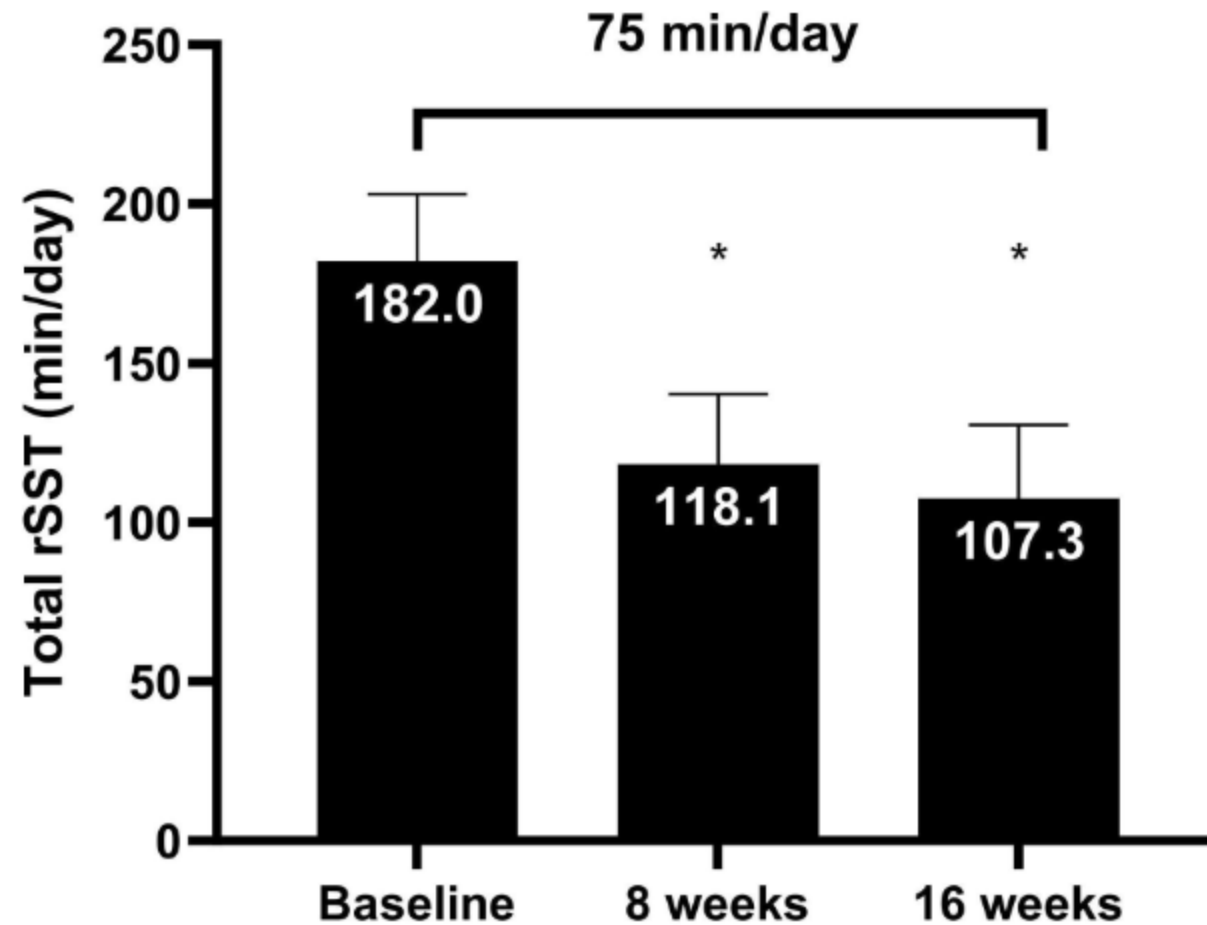 75 min/day
250
200
150
100
50
0
Total rSST (min/day)
182.0
*
118.1
*
107.3
Baseline
8 weeks
16 weeks